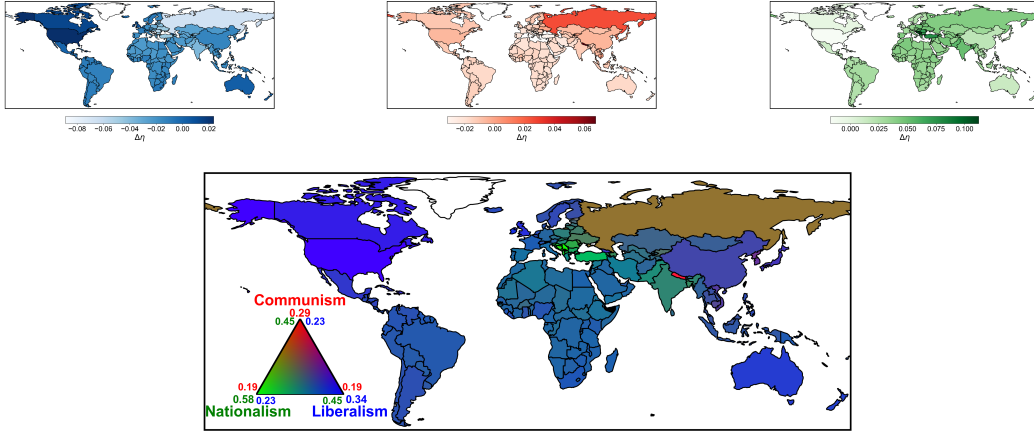 −0.08 −0.06 −0.04 −0.02 0.00 0.02
Δη
−0.02 0.00 0.02 0.04 0.06
Δη
0.000 0.025 0.050 0.075 0.100
Δη
Communism
0.29
0.45 0.23
0.19 0.19
0.58 0.23 0.45 0.34
Nationalism Liberalism